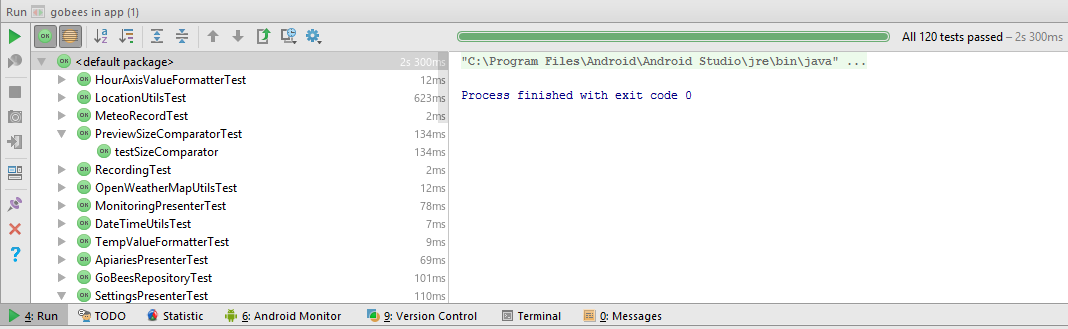 Run gobees in app (1)
All 120 tests passed – 2s 300ms
OK <default package> 2s 300ms
OK HourAxisValueFormatterTest 12ms
OK LocationUtilsTest 623ms
OK MeteoRecordTest 2ms
OK PreviewSizeComparatorTest 134ms
OK testSizeComparator 134ms
OK RecordingTest 2ms
OK OpenWeatherMapUtilsTest 12ms
OK MonitoringPresenterTest 78ms
OK DateTimeUtilsTest 7ms
OK TempValueFormatterTest 9ms
OK ApiariesPresenterTest 69ms
OK GoBeesRepositoryTest 101ms
OK SettingsPresenterTest 110ms
"C:\Program Files\Android\Android Studio\jre\bin\java" ...
Process finished with exit code 0
4: Run TODO Statistic 6: Android Monitor 9: Version Control Terminal 0: Messages